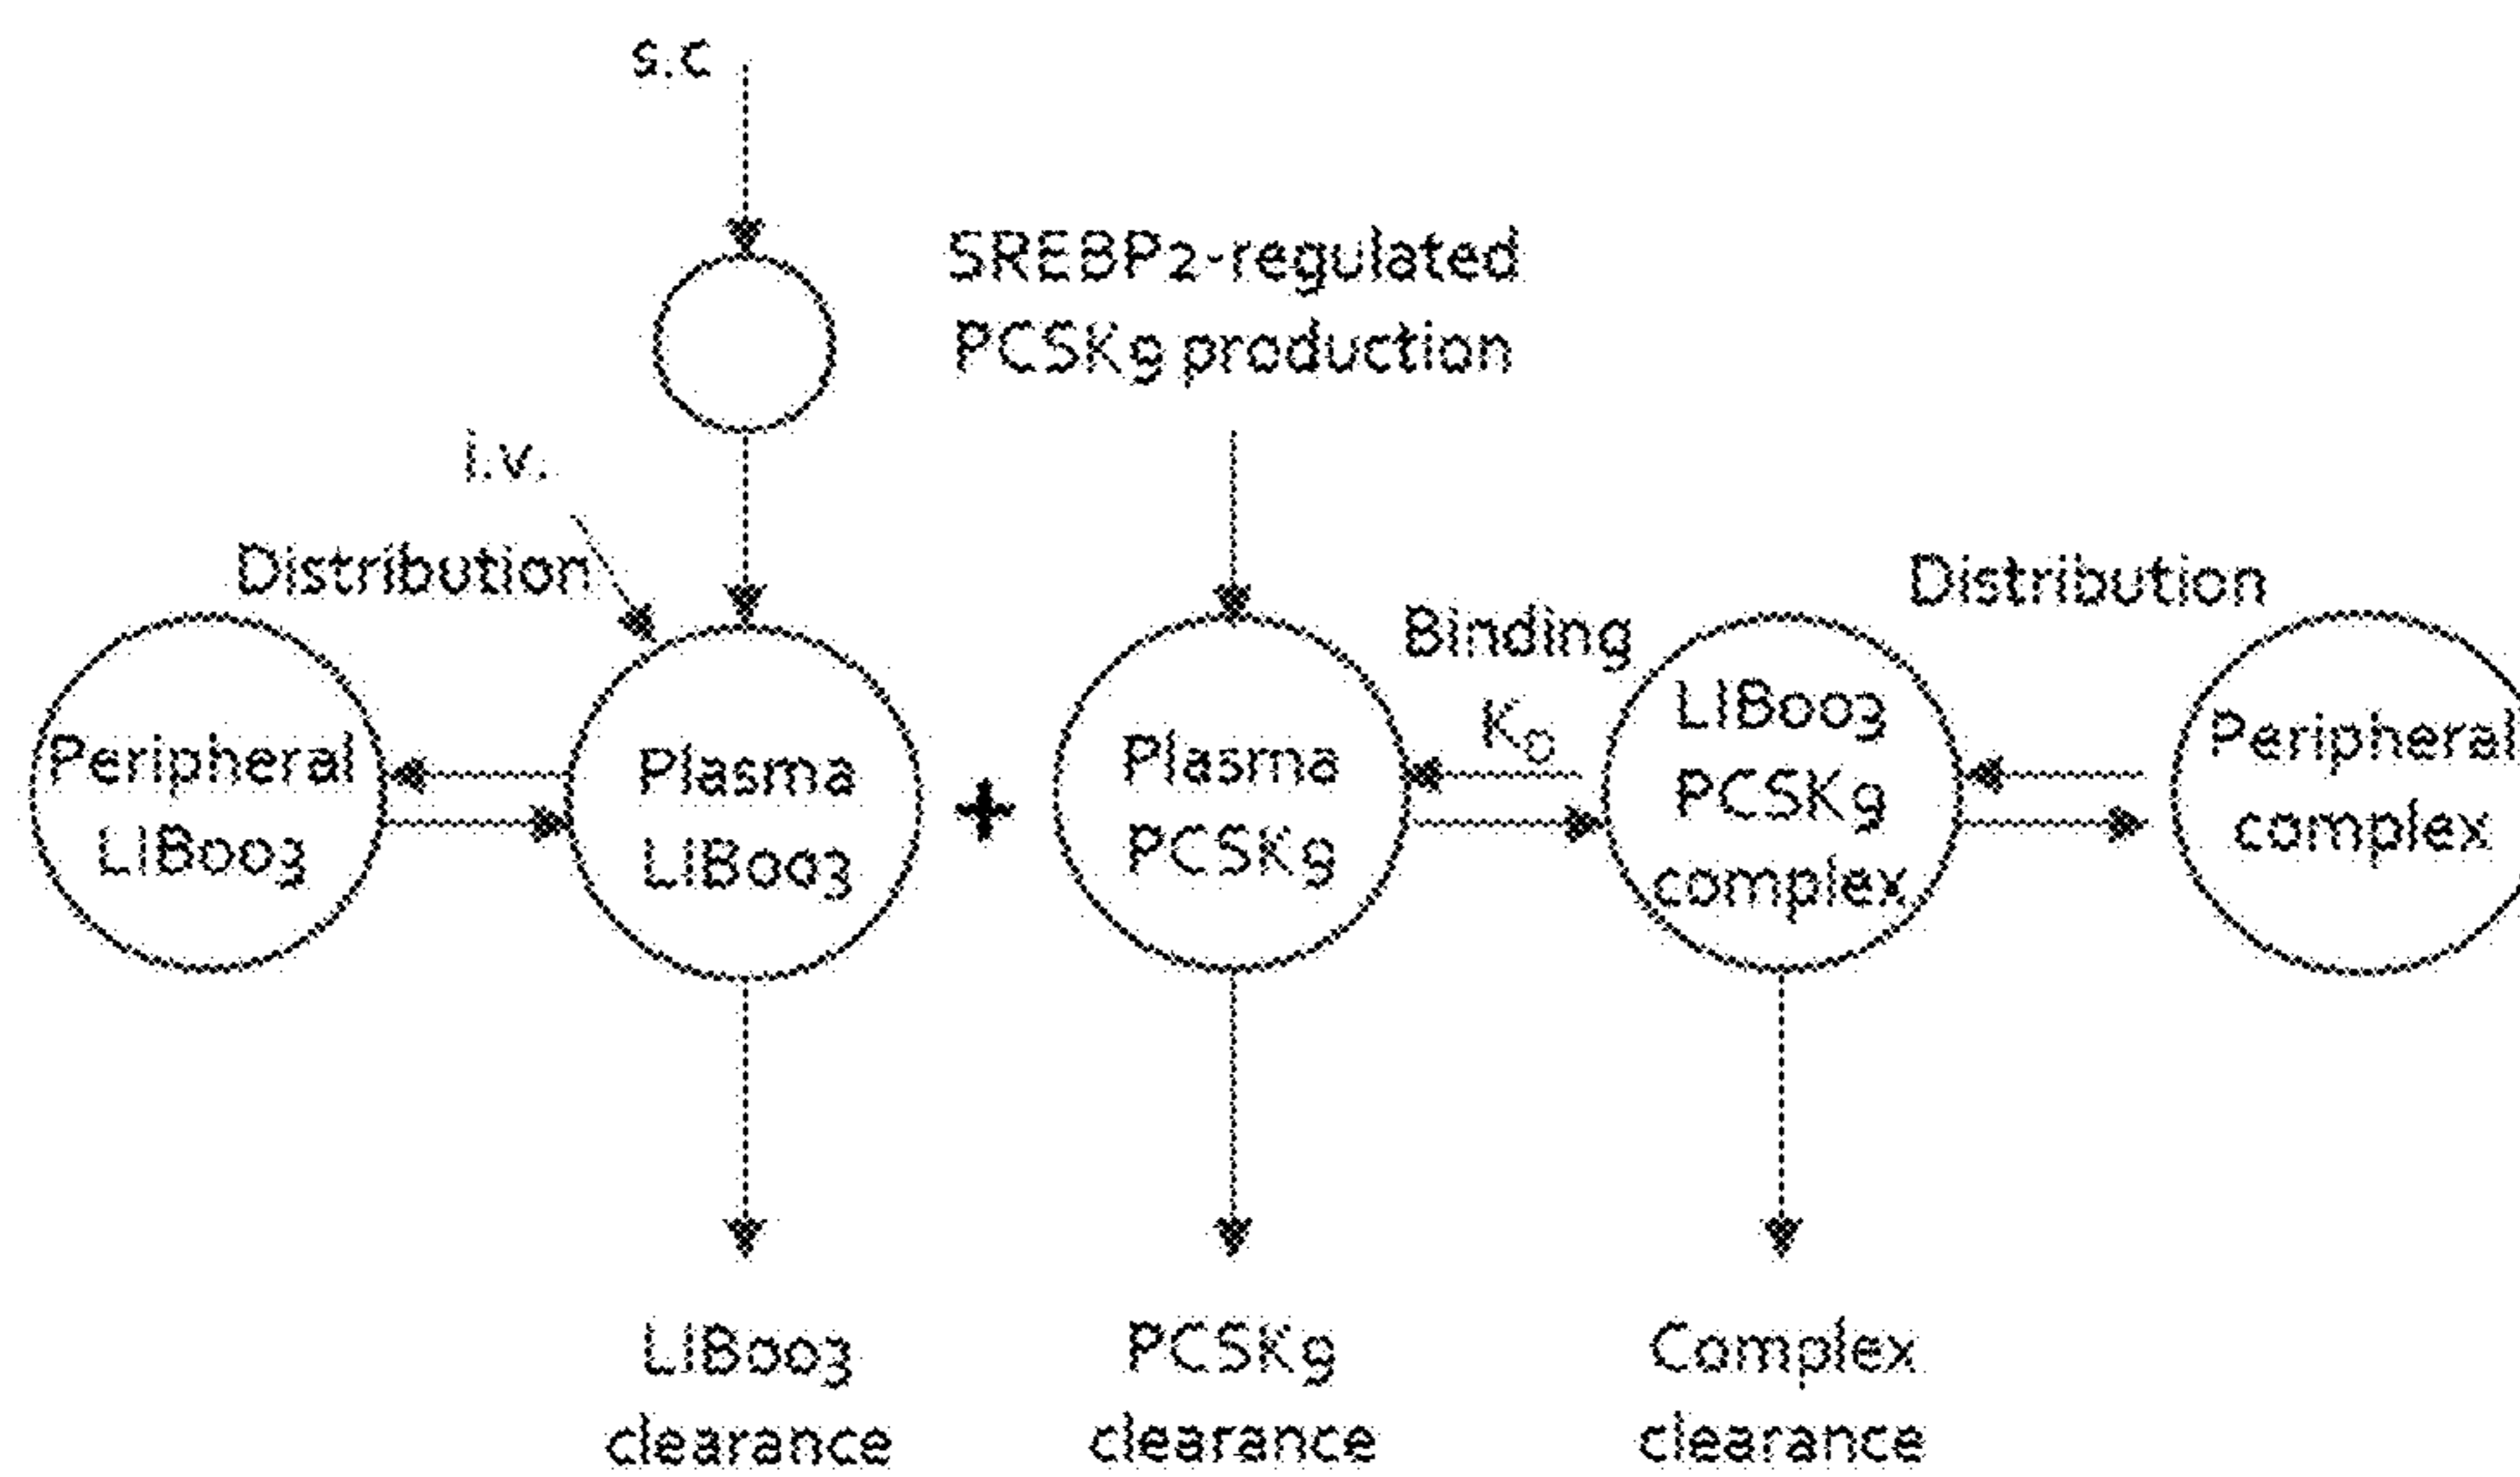 s.c
SREBP2-regulated
PCSK9 production
i.v.
Distribution
Distribution
Binding
KD
Peripheral
LIB003
Plasma
LIB003
+
Plasma
PCSK9
LIB003
PCSK9
complex
Peripheral
complex
LIB003
clearance
PCSK9
clearance
Complex
clearance